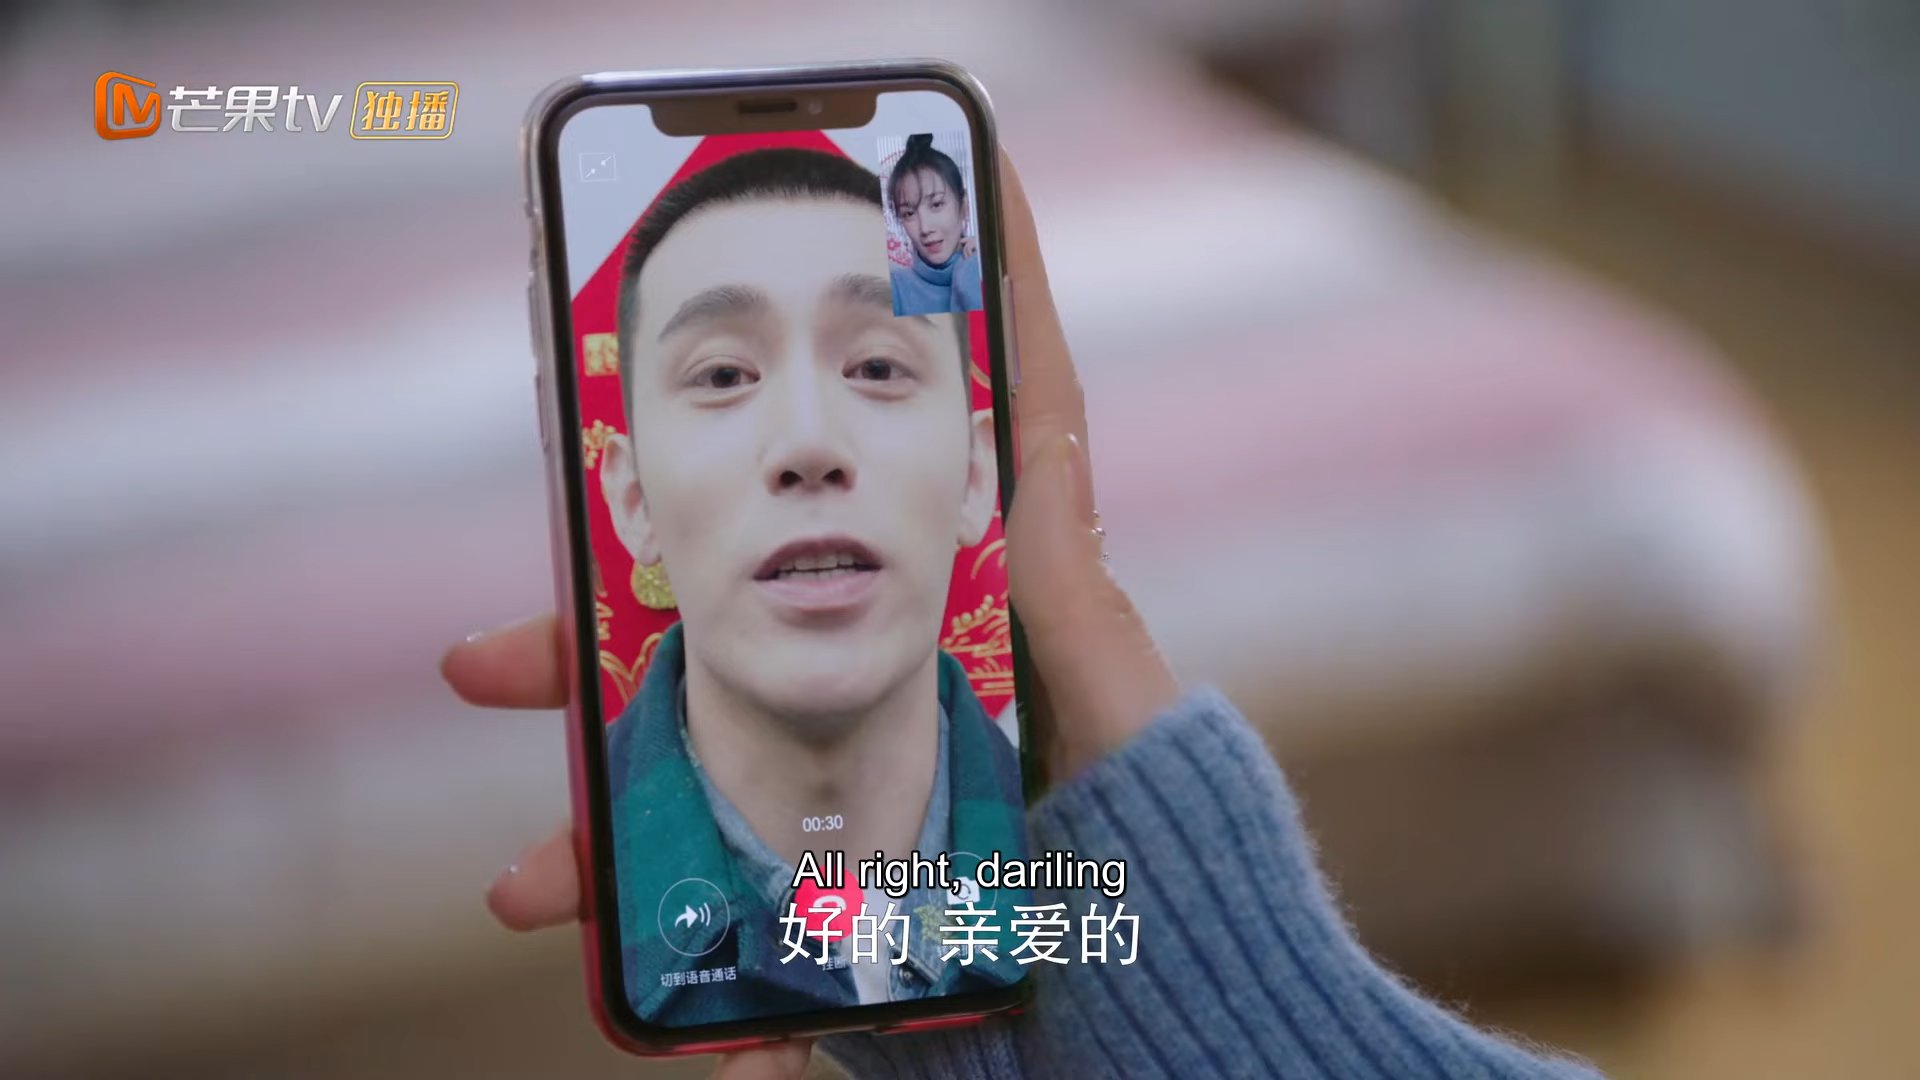 芒果tv 独播
00:30
All right, dariling
好的 亲爱的
切到语音通话